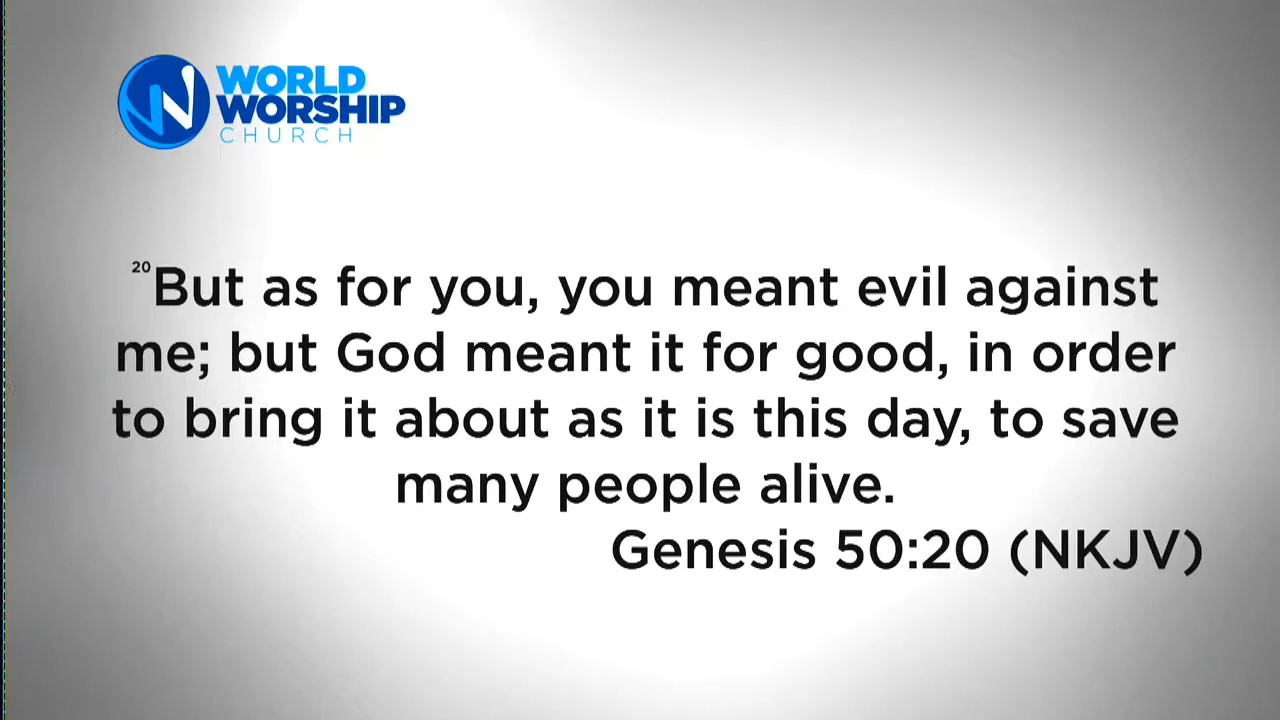 WORLD
WORSHIP
CHURCH
20But as for you, you meant evil against
me; but God meant it for good, in order
to bring it about as it is this day, to save
many people alive.
Genesis 50:20 (NKJV)